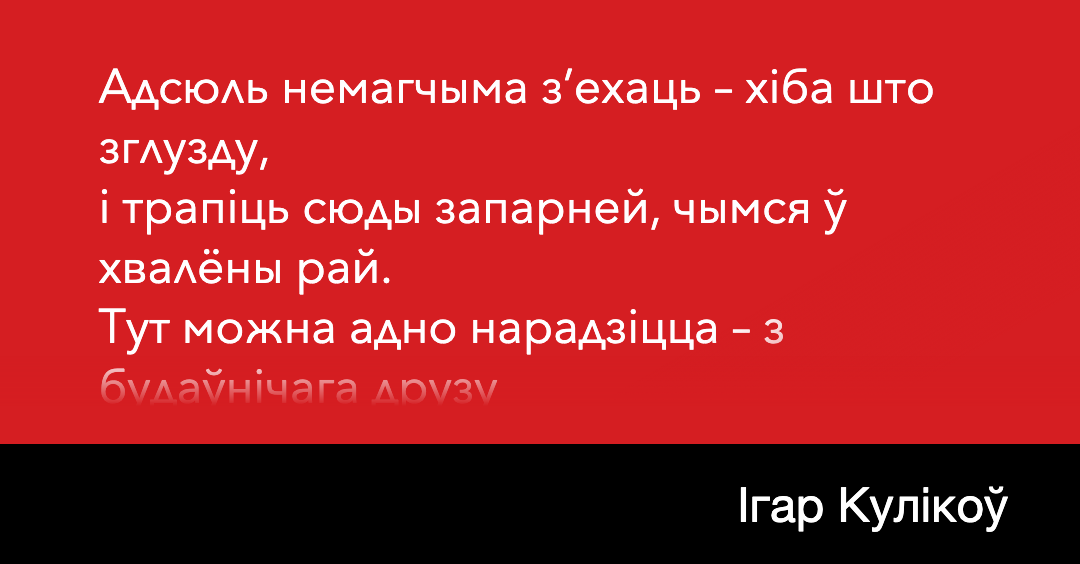 Адсюль немагчыма з’ехаць – хіба што
зглузду,
і трапіць сюды запарней, чымся ў
хвалёны рай.
Тут можна адно нарадзіцца – з
будаўнічага друзу
Ігар Кулікоў